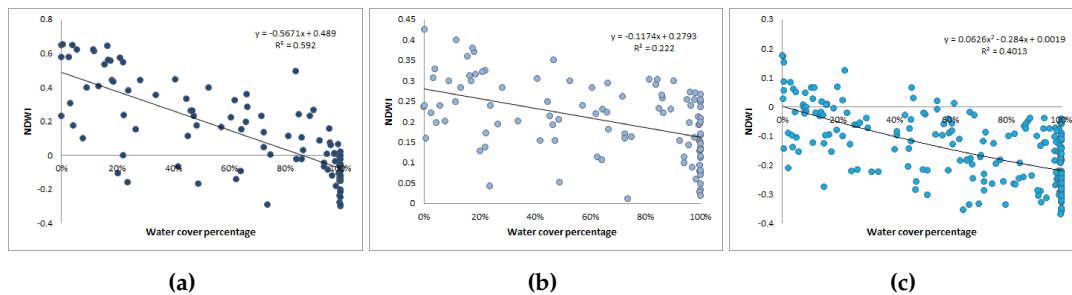 y = -0.5671x + 0.489
R² = 0.592
NDWI
0.8
0.6
0.4
0.2
0
-0.2
0.4
0% 20% 40% 60% 80% 100%
Water cover percentage
(a)
y = -0.1174x + 0.2793
R² = 0.222
NDWI
0.45
0.4
0.35
0.3
0.25
0.2
0.15
0.1
0.05
0
0% 20% 40% 60% 80% 100%
Water cover percentage
(b)
y = 0.0626x² - 0.284x + 0.0019
R² = 0.4013
NDWI
0.3
0.2
0.1
0
-0.1
-0.2
-0.3
-0.4
0% 20% 40% 60% 80% 100%
Water cover percentage
(c)